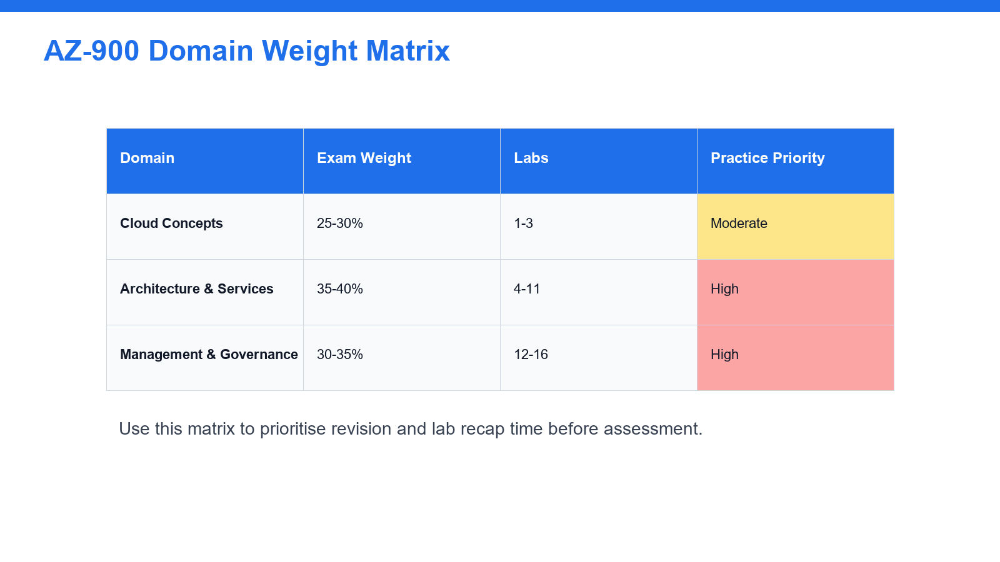 AZ-900 Domain Weight Matrix
Domain Exam Weight Labs Practice Priority
Cloud Concepts 25-30% 1-3 Moderate
Architecture & Services 35-40% 4-11 High
Management & Governance 30-35% 12-16 High
Use this matrix to prioritise revision and lab recap time before assessment.